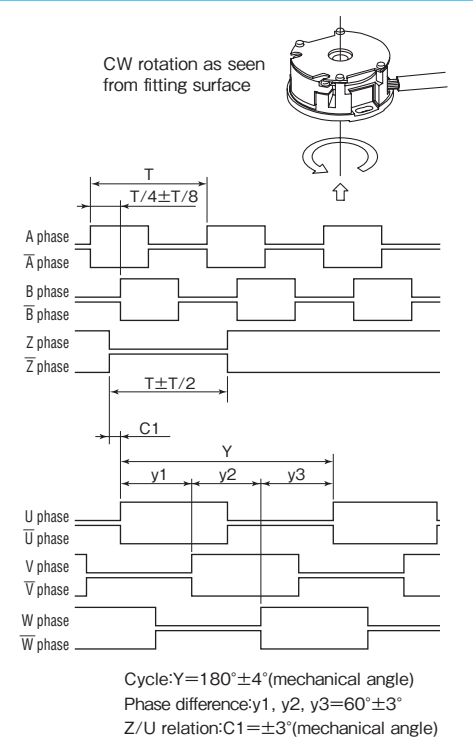 CW rotation as seen
from fitting surface
T
T/4±T/8
A phase
A̅ phase
B phase
B̅ phase
Z phase
Z̅ phase
T±T/2
C1
Y
y1 y2 y3
U phase
U̅ phase
V phase
V̅ phase
W phase
W̅ phase
Cycle:Y=180°±4°(mechanical angle)
Phase difference:y1, y2, y3=60°±3°
Z/U relation:C1=±3°(mechanical angle)